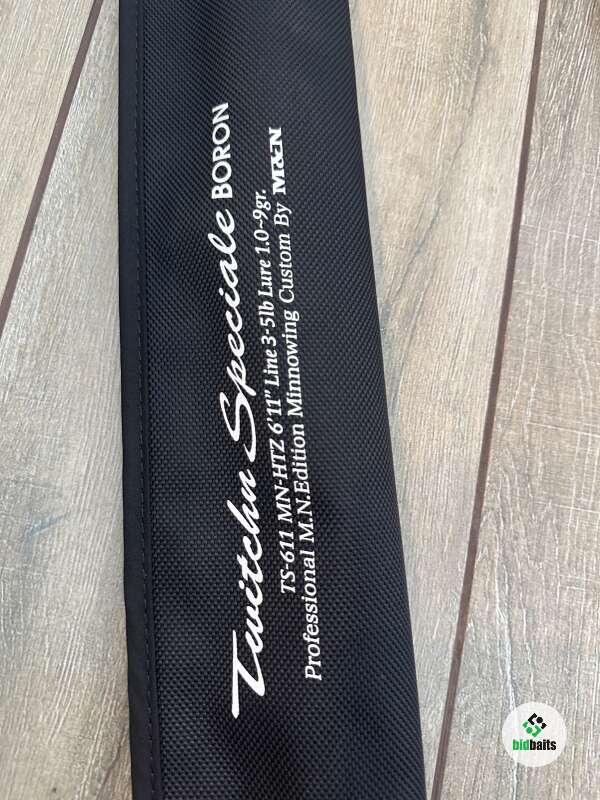 Twitchn Speciale BORON
TS-611 MN-HTZ 6'11" Line 3-5lb Lure 1.0~9gr.
Professional M.N.Edition Minnowing Custom By M&N
bidbaits